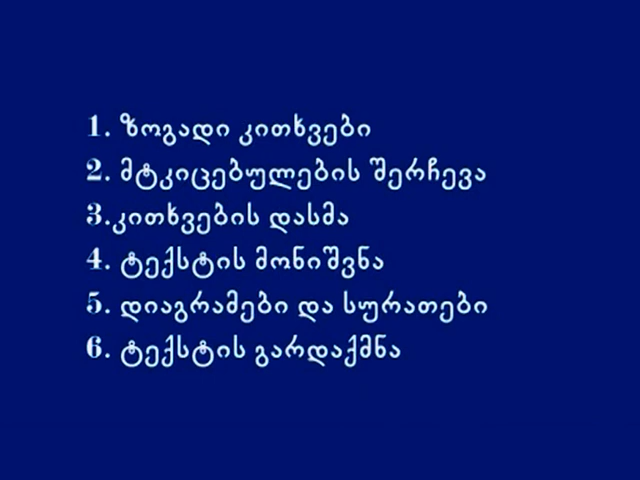 1. ზოგადი კითხვები
2. მტკიცებულების შერჩევა
3.კითხვების დასმა
4. ტექსტის მონიშვნა
5. დიაგრამები და სურათები
6. ტექსტის გარდაქმნა